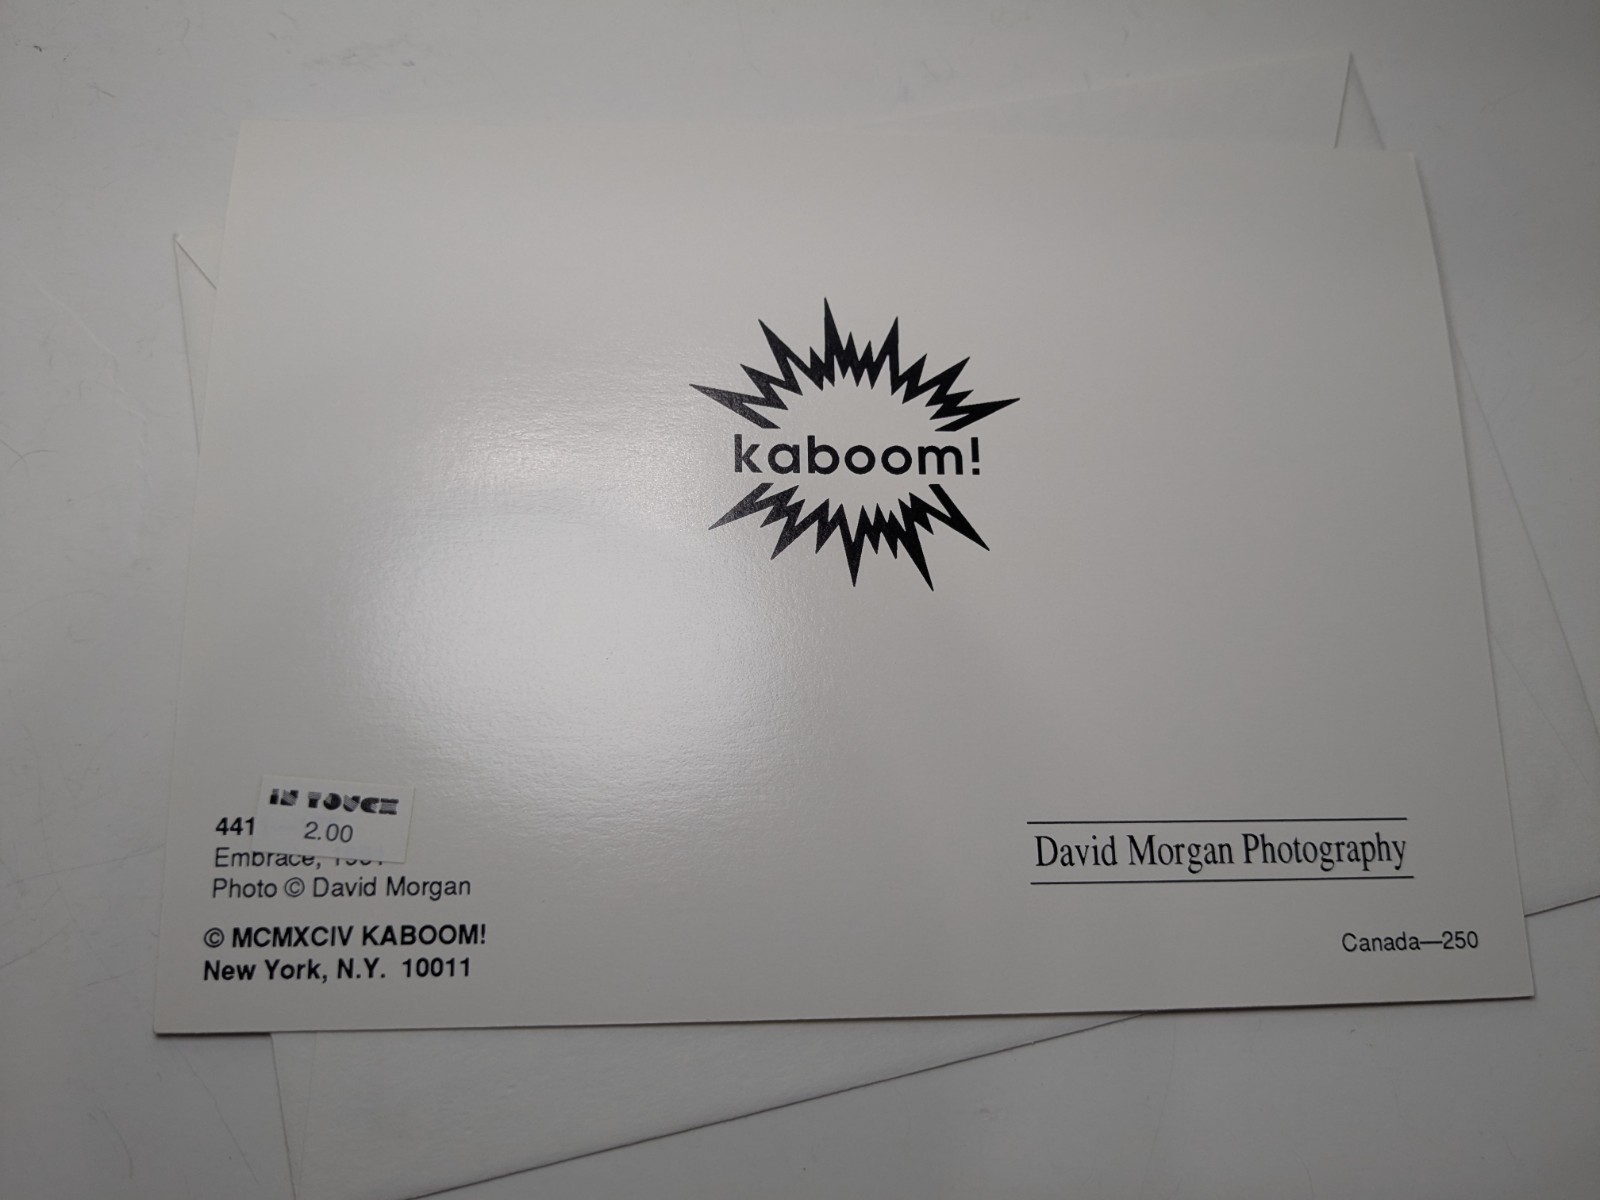 kaboom!
IN TOUCH
2.00
441
Embrace,
Photo © David Morgan
© MCMXCIV KABOOM!
New York, N.Y. 10011
David Morgan Photography
Canada—250